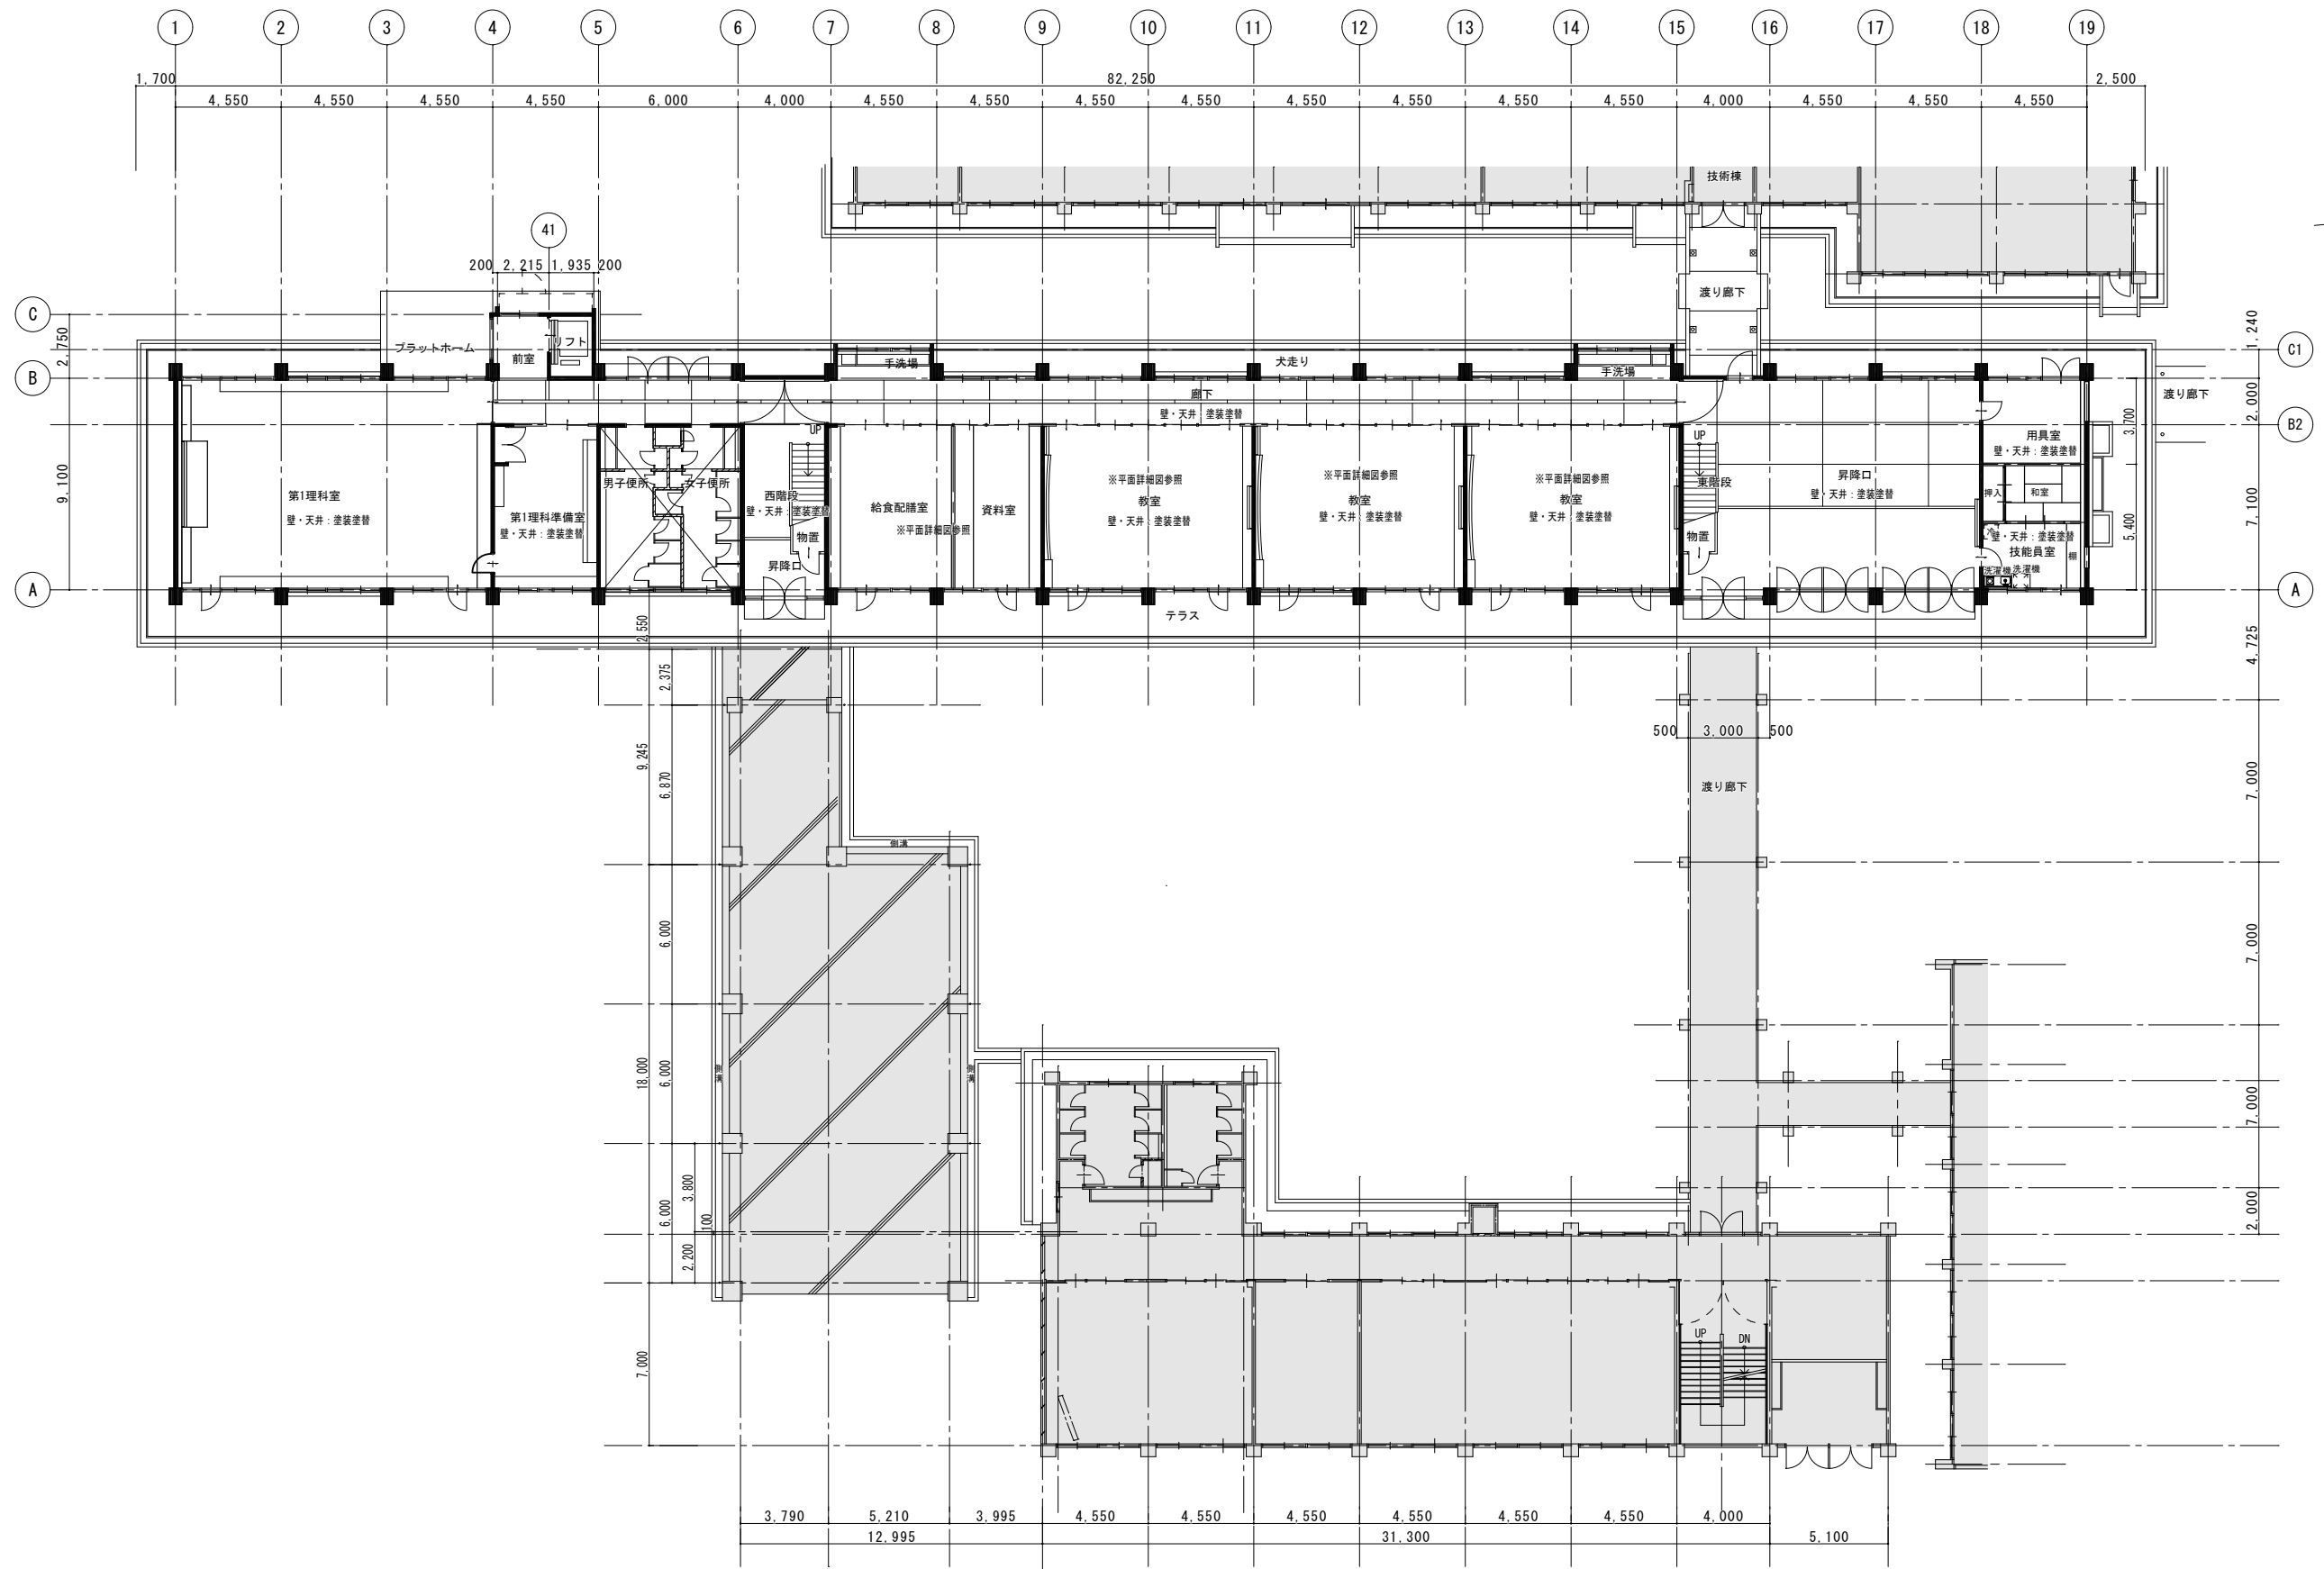 1 2 3 4 5 6 7 8 9 10 11 12 13 14 15 16 17 18 19
1,700 82,250 2,500
4,550 4,550 4,550 4,550 6,000 4,000 4,550 4,550 4,550 4,550 4,550 4,550 4,550 4,550 4,000 4,550 4,550 4,550
技術棟
41
200 2,215 1,935 200
渡り廊下
C
2,750
1,240
プラットホーム
前室
リフト
手洗場
犬走り
手洗場
C1
B
廊下
壁・天井：塗装塗替
渡り廊下
2,000
3,700
B2
UP
UP
用具室
壁・天井：塗装塗替
9,100
第1理科室
壁・天井：塗装塗替
第1理科準備室
壁・天井：塗装塗替
男子便所
女子便所
西階段
壁・天井：塗装塗替
物置
昇降口
給食配膳室
※平面詳細図参照
資料室
※平面詳細図参照
教室
壁・天井：塗装塗替
※平面詳細図参照
教室
壁・天井：塗装塗替
※平面詳細図参照
教室
壁・天井：塗装塗替
東階段
物置
昇降口
壁・天井：塗装塗替
押入
和室
壁・天井：塗装塗替
技能員室
棚
洗濯機
洗濯機
7,100
5,400
A
A
テラス
2,550
2,375
4,725
500 3,000 500
9,245
6,870
渡り廊下
7,000
側溝
6,000
7,000
18,000
6,000
側溝
側溝
7,000
3,800
6,000
100
2,200
2,000
7,000
UP
DN
3,790 5,210 3,995 4,550 4,550 4,550 4,550 4,550 4,550 4,000
12,995 31,300 5,100